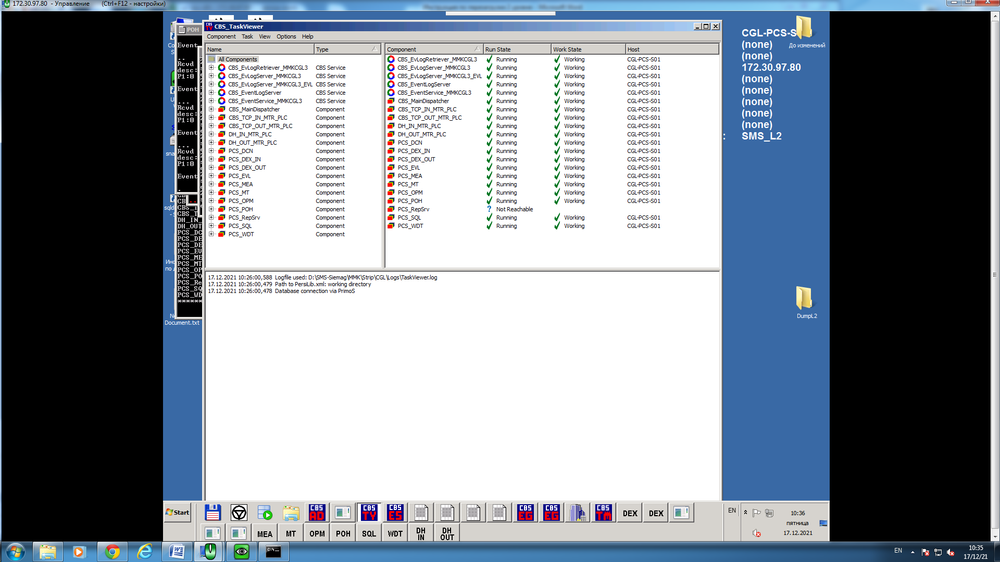 172.30.97.80 - Управление (Ctrl+F12 - настройки)
CBS_TaskViewer
Component Task View Options Help
Name Type
All Components
CBS_EvLogRetriever_MMKCGL3 CBS Service
CBS_EvLogServer_MMKCGL3 CBS Service
CBS_EvLogServer_MMKCGL3_EVL CBS Service
CBS_EventLogServer CBS Service
CBS_EventService_MMKCGL3 CBS Service
CBS_MainDispatcher Component
CBS_TCP_IN_MTR_PLC Component
CBS_TCP_OUT_MTR_PLC Component
DH_IN_MTR_PLC Component
DH_OUT_MTR_PLC Component
PCS_DCN Component
PCS_DEX_IN Component
PCS_DEX_OUT Component
PCS_EVL Component
PCS_MEA Component
PCS_MT Component
PCS_OPM Component
PCS_POH Component
PCS_RepSrv Component
PCS_SQL Component
PCS_WDT Component
Component Run State Work State Host
CBS_EvLogRetriever_MMKCGL3 Running Working CGL-PCS-S01
CBS_EvLogServer_MMKCGL3 Running Working CGL-PCS-S01
CBS_EvLogServer_MMKCGL3_EVL Running Working CGL-PCS-S01
CBS_EventLogServer Running Working CGL-PCS-S01
CBS_EventService_MMKCGL3 Running Working CGL-PCS-S01
CBS_MainDispatcher Running Working CGL-PCS-S01
CBS_TCP_IN_MTR_PLC Running Working CGL-PCS-S01
CBS_TCP_OUT_MTR_PLC Running Working CGL-PCS-S01
DH_IN_MTR_PLC Running Working CGL-PCS-S01
DH_OUT_MTR_PLC Running Working CGL-PCS-S01
PCS_DCN Running Working CGL-PCS-S01
PCS_DEX_IN Running Working CGL-PCS-S01
PCS_DEX_OUT Running Working CGL-PCS-S01
PCS_EVL Running Working CGL-PCS-S01
PCS_MEA Running Working CGL-PCS-S01
PCS_MT Running Working CGL-PCS-S01
PCS_OPM Running Working CGL-PCS-S01
PCS_POH Running Working CGL-PCS-S01
PCS_RepSrv ? Not Reachable
PCS_SQL Running Working CGL-PCS-S01
PCS_WDT Running Working CGL-PCS-S01
17.12.2021 10:26:00,588 Logfile used: D:\SMS-Siemag\MMK\Strip\CGL\Logs\TaskViewer.log
17.12.2021 10:26:00,479 Path to PersiLib.xml: working directory
17.12.2021 10:26:00,478 Database connection via PrimoS
POH
Event
..
Rcvd
desc:
P1:0
Event
...
Rcvd
desc:
P1:0
Event
...
Rcvd
desc:
P1:0
Event
.
CBS_T
DH_IN_
DH_OUT
PCS_DC
PCS_DE
PCS_DE
PCS_EV
PCS_ME
PCS_MT
PCS_OP
PCS_PO
PCS_Re
PCS_SQ
PCS_WD
******
Document.txt
CGL-PCS-S
(none)
(none)
172.30.97.80
(none)
(none)
(none)
(none)
(none)
: SMS_L2
До изменений
DumpL2
Start
CBS AD
CBS TV
CBS ES
CBS EG
CBS EG
CBS TM
DEX
DEX
EN
10:36
пятница
17.12.2021
MEA
MT
OPM
POH
SQL
WDT
DH IN
DH OUT
EN
10:35
17/12/21